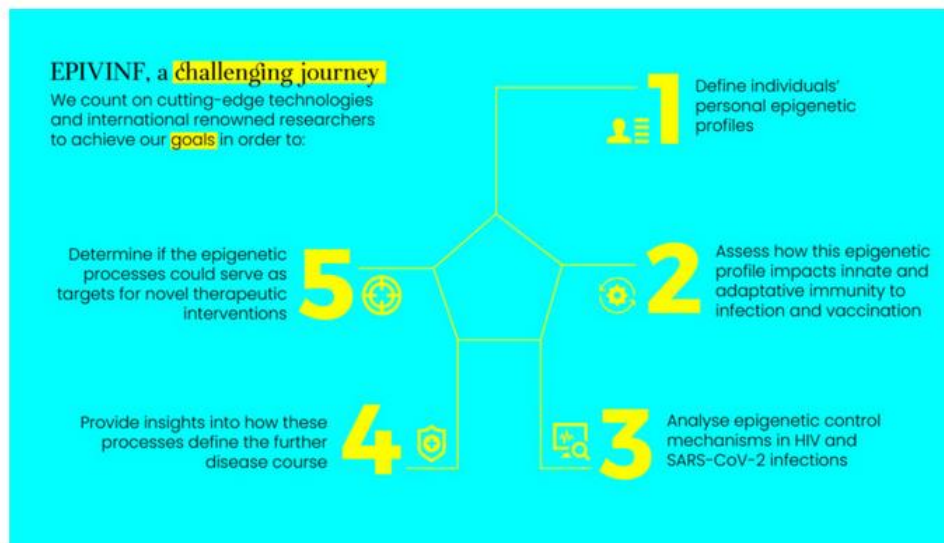 EPIVINF, a challenging journey
We count on cutting-edge technologies
and international renowned researchers
to achieve our goals in order to:
1
Define individuals'
personal epigenetic
profiles
2
Assess how this epigenetic
profile impacts innate and
adaptative immunity to
infection and vaccination
3
Analyse epigenetic control
mechanisms in HIV and
SARS-CoV-2 infections
4
Provide insights into how these
processes define the further
disease course
5
Determine if the epigenetic
processes could serve as
targets for novel therapeutic
interventions